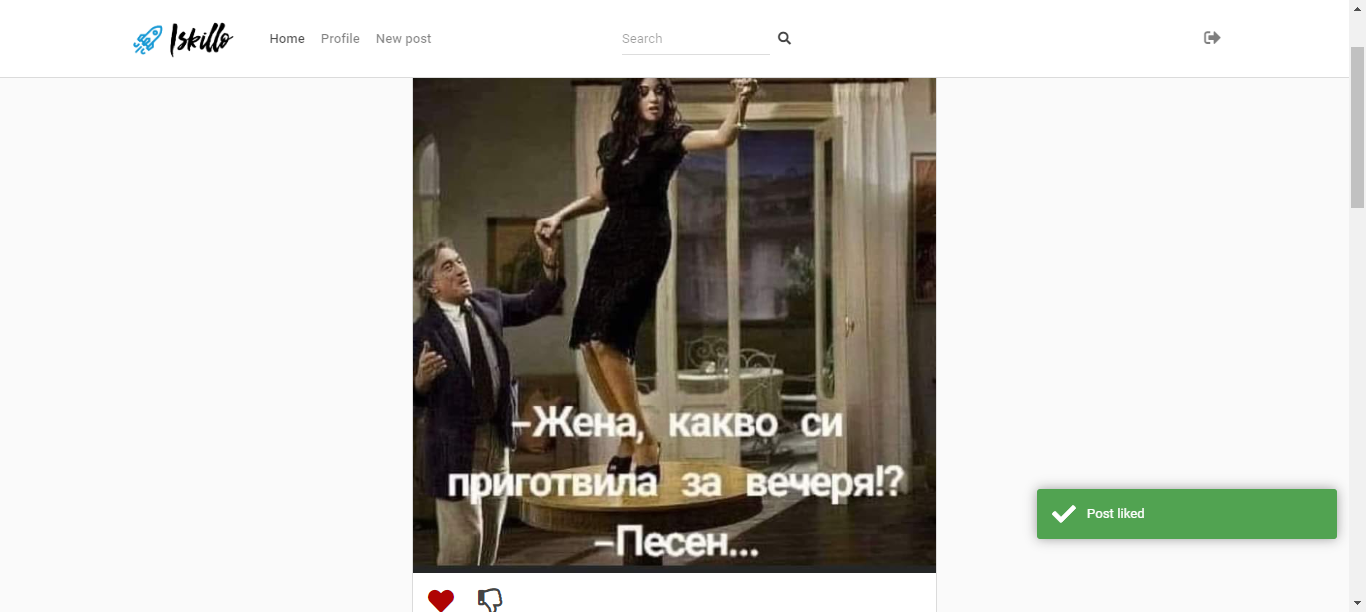 Iskillo
Home Profile New post
Search
–Жена, какво си
приготвила за вечеря!?
–Песен...
Post liked